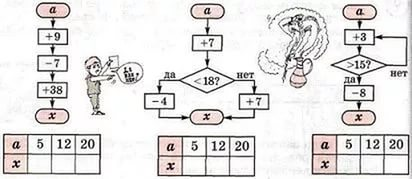 a
+9
-7
+38
x
a 5 12 20
x
a
+7
да <18? нет
-4 +7
x
a 5 12 20
x
a
+3
>15? нет
да
-8
x
a 5 12 20
x